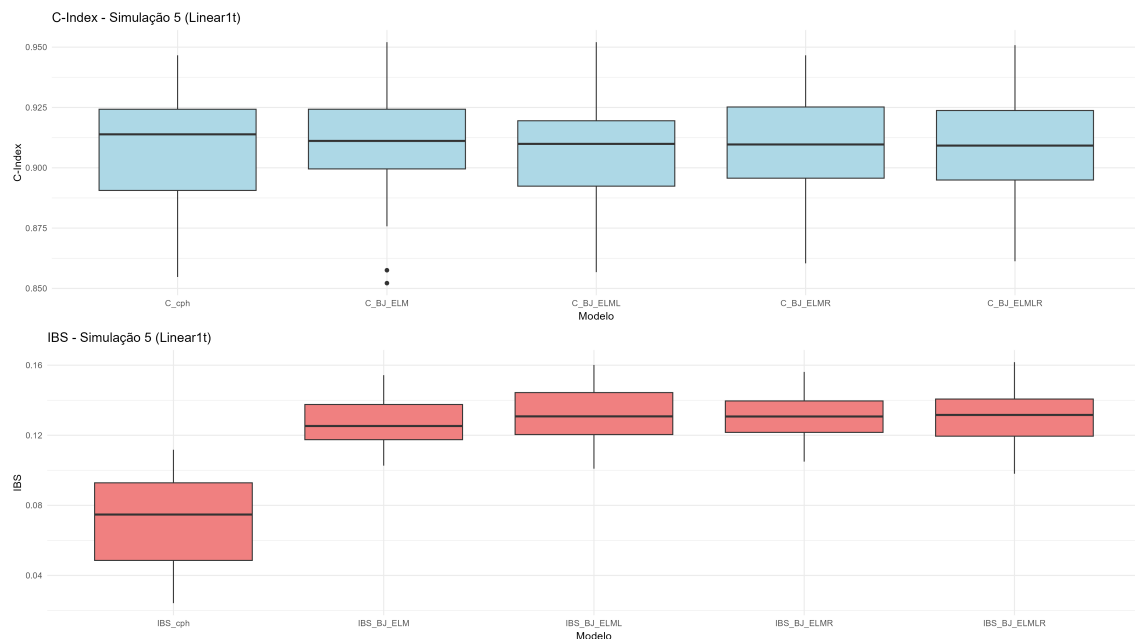 C-Index - Simulação 5 (Linear1t)
0.950
0.925
0.900
0.875
0.850
C-Index
C_cph C_BJ_ELM C_BJ_ELML C_BJ_ELMR C_BJ_ELMLR
Modelo
IBS - Simulação 5 (Linear1t)
0.16
0.12
0.08
0.04
IBS
IBS_cph IBS_BJ_ELM IBS_BJ_ELML IBS_BJ_ELMR IBS_BJ_ELMLR
Modelo